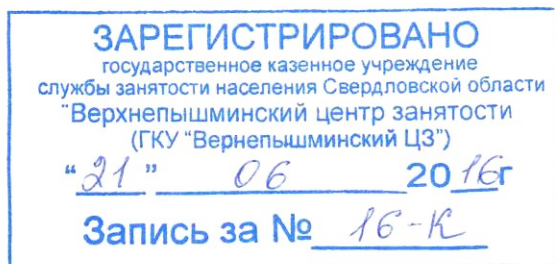 ЗАРЕГИСТРИРОВАНО
государственное казенное учреждение
службы занятости населения Свердловской области
"Верхнепышминский центр занятости
(ГКУ "Вернепышминский ЦЗ")
"21" 06 2016г
Запись за № 16-К